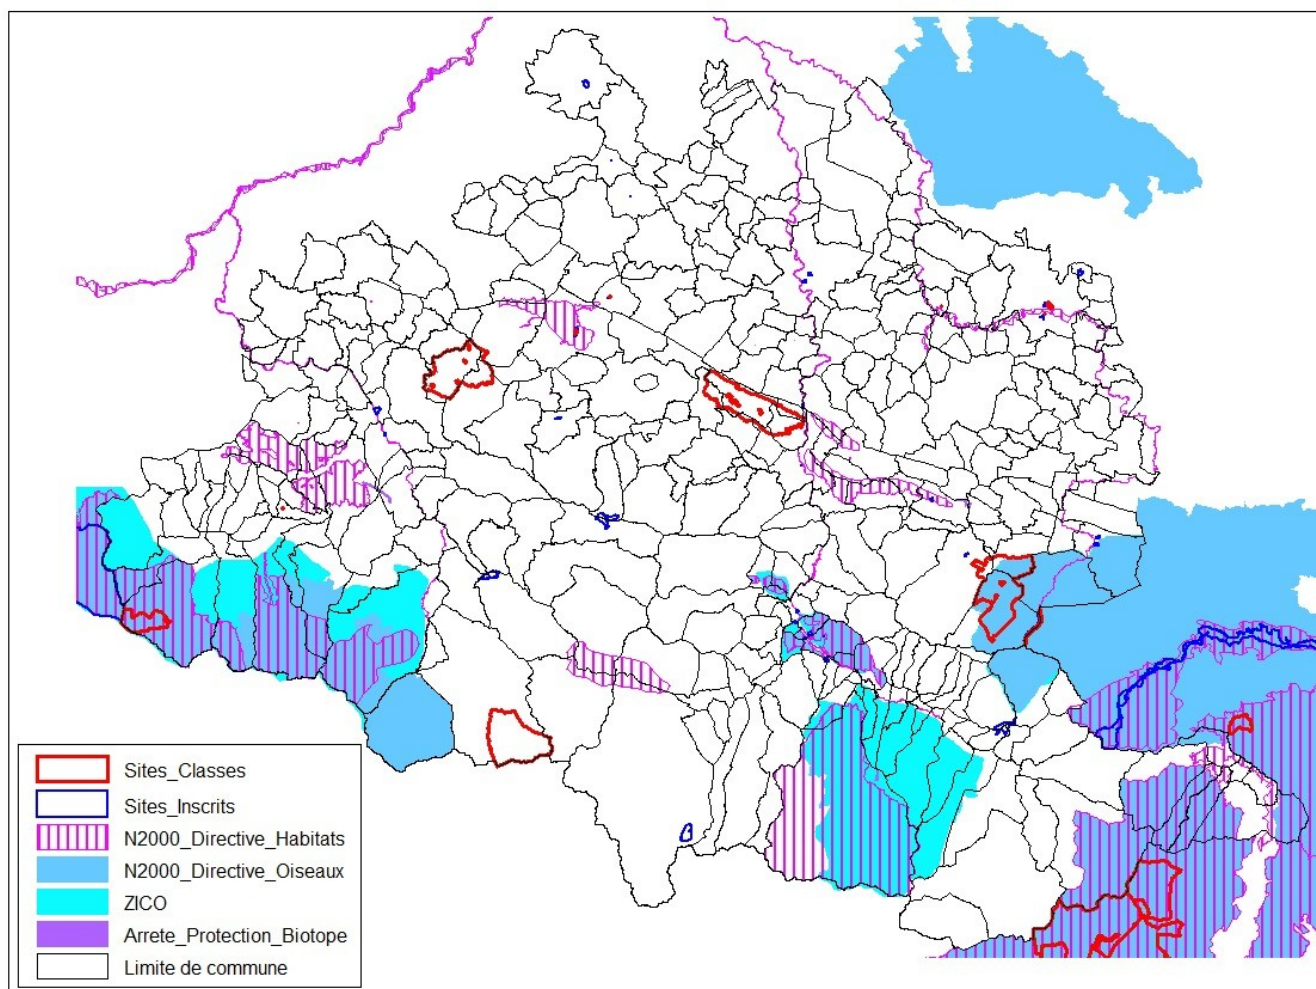 Sites_Classes
Sites_Inscrits
N2000_Directive_Habitats
N2000_Directive_Oiseaux
ZICO
Arrete_Protection_Biotope
Limite de commune